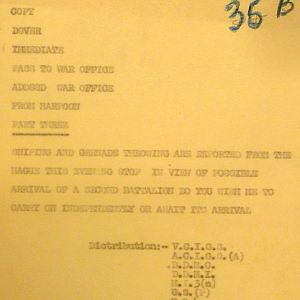 COPY
36 B
DOVER
IMMEDIATE
PASS TO WAR OFFICE
ADDSSD WAR OFFICE
FROM HARPOON
PART THREE
SNIPING AND GRENADE THROWING ARE REPORTED FROM THE
HAGUE THIS EVENING STOP IN VIEW OF POSSIBLE
ARRIVAL OF A SECOND BATTALION DO YOU WISH ME TO
CARRY ON INDEPENDENTLY OR AWAIT ITS ARRIVAL
Distribution:- V.C.I.G.S.
A.C.I.G.S.(A)
D.D.M.O.
D.D.M.I.
M.I.3(a)
G.S.(P)